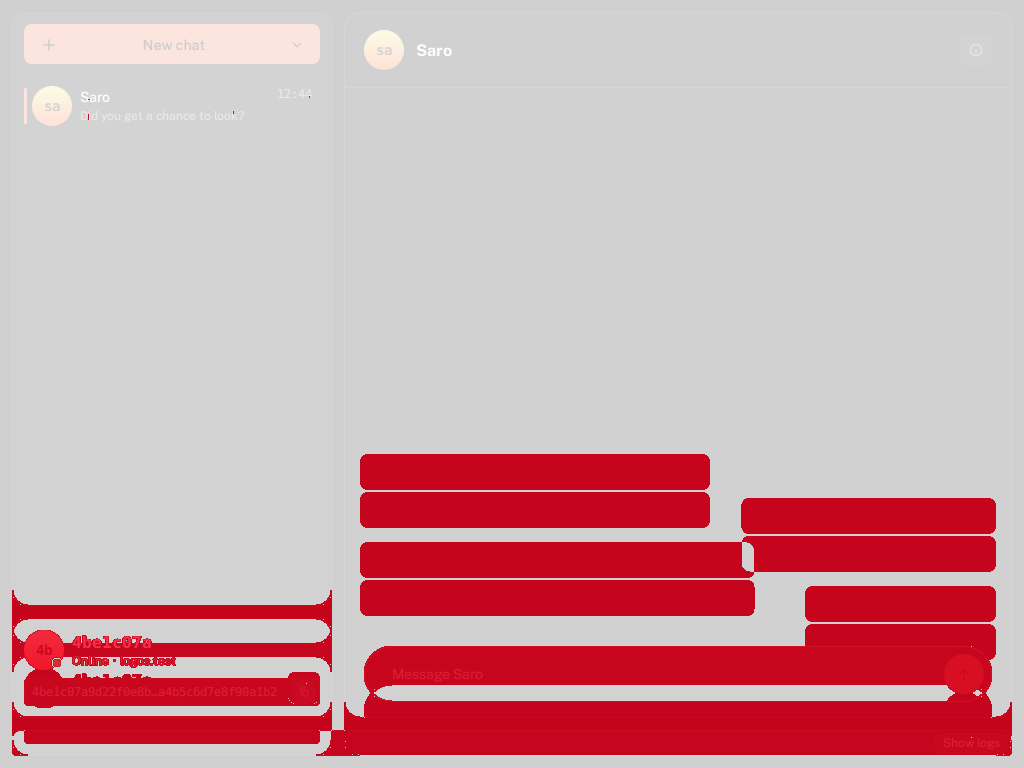 New chat
sa
Saro
12:44
Did you get a chance to look?
sa
Saro
4b
4be1c07a
Online · logos.test
4be1c07a
4be1c07a9d22f0e8b…a4b5c6d7e8f90a1b2
Message Saro
Show logs